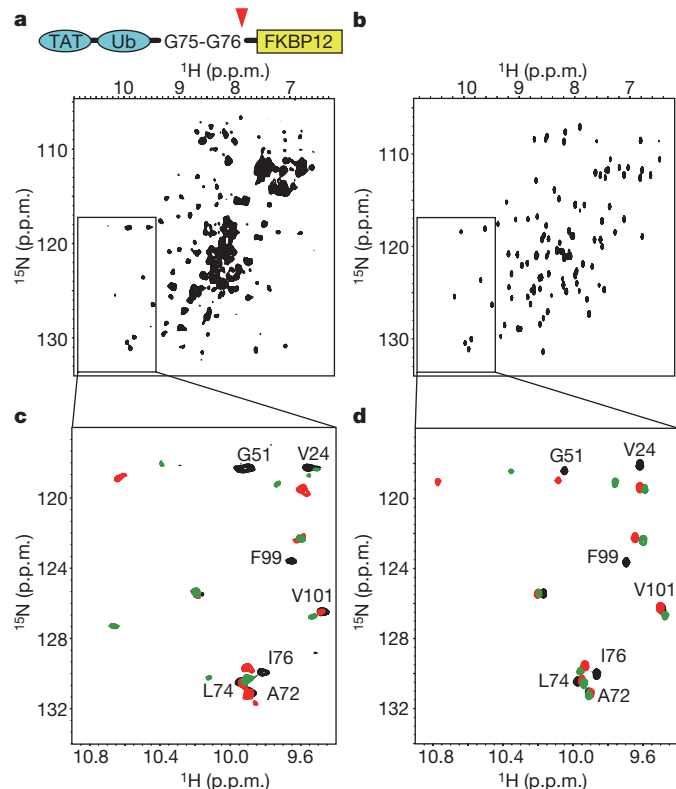 a
TAT Ub G75-G76 FKBP12
¹H (p.p.m.)
10 9 8 7
110
120
130
¹⁵N (p.p.m.)
b
¹H (p.p.m.)
10 9 8 7
110
120
130
¹⁵N (p.p.m.)
c
G51 V24
F99
V101
I76
L74
A72
120
124
128
132
¹⁵N (p.p.m.)
10.8 10.4 10.0 9.6
¹H (p.p.m.)
d
V24
G51
F99
V101
I76
L74
A72
120
124
128
132
¹⁵N (p.p.m.)
10.8 10.4 10.0 9.6
¹H (p.p.m.)